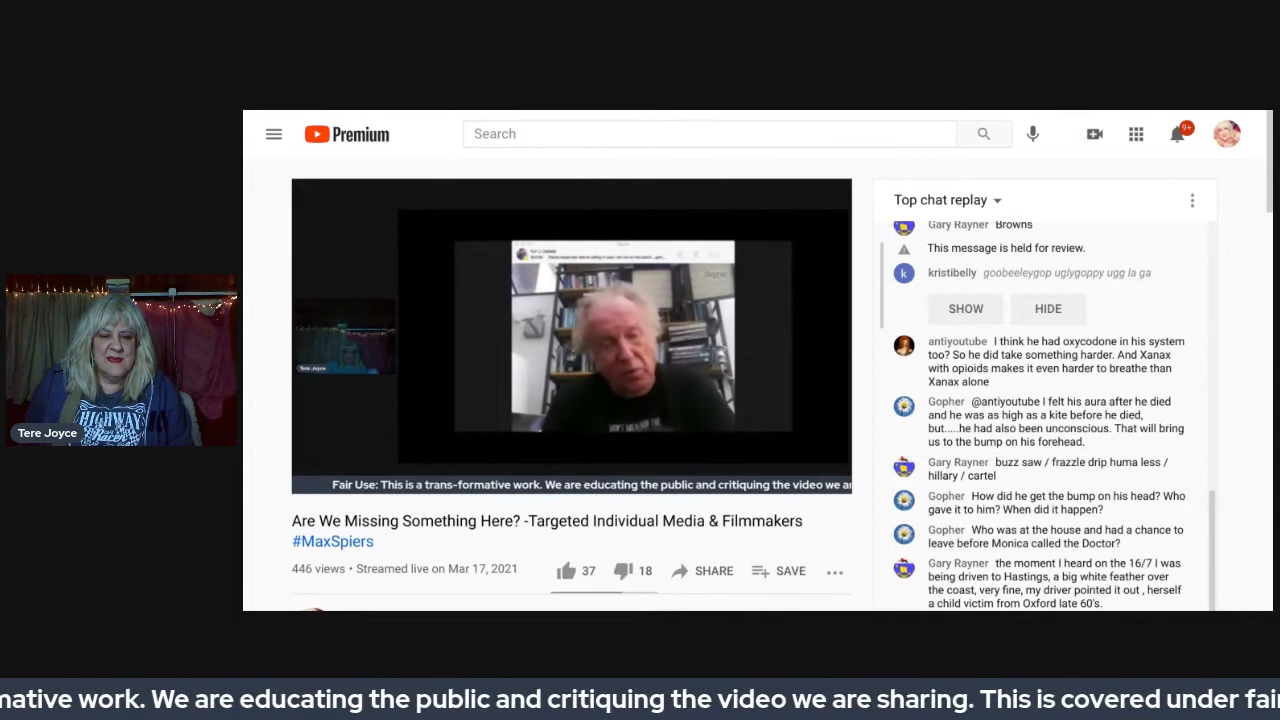 Premium
Search
9+
Top chat replay
Gary Rayner Browns
This message is held for review.
k
kristibelly goobeeleygop uglygoppy ugg la ga
SHOW HIDE
antiyoutube I think he had oxycodone in his system
too? So he did take something harder. And Xanax
with opioids makes it even harder to breathe than
Xanax alone
Gopher @antiyoutube I felt his aura after he died
and he was as high as a kite before he died,
but.....he had also been unconscious. That will bring
us to the bump on his forehead.
Gary Rayner buzz saw / frazzle drip huma less /
hillary / cartel
Gopher How did he get the bump on his head? Who
gave it to him? When did it happen?
Gopher Who was at the house and had a chance to
leave before Monica called the Doctor?
Gary Rayner the moment I heard on the 16/7 I was
being driven to Hastings, a big white feather over
the coast, very fine, my driver pointed it out , herself
a child victim from Oxford late 60's.
skype
Tere Joyce
Fair Use: This is a trans-formative work. We are educating the public and critiquing the video we ar
Are We Missing Something Here? -Targeted Individual Media & Filmmakers
#MaxSpiers
446 views • Streamed live on Mar 17, 2021
37 18 SHARE SAVE
HIGHWAY
Tere Joyce
mative work. We are educating the public and critiquing the video we are sharing. This is covered under fai